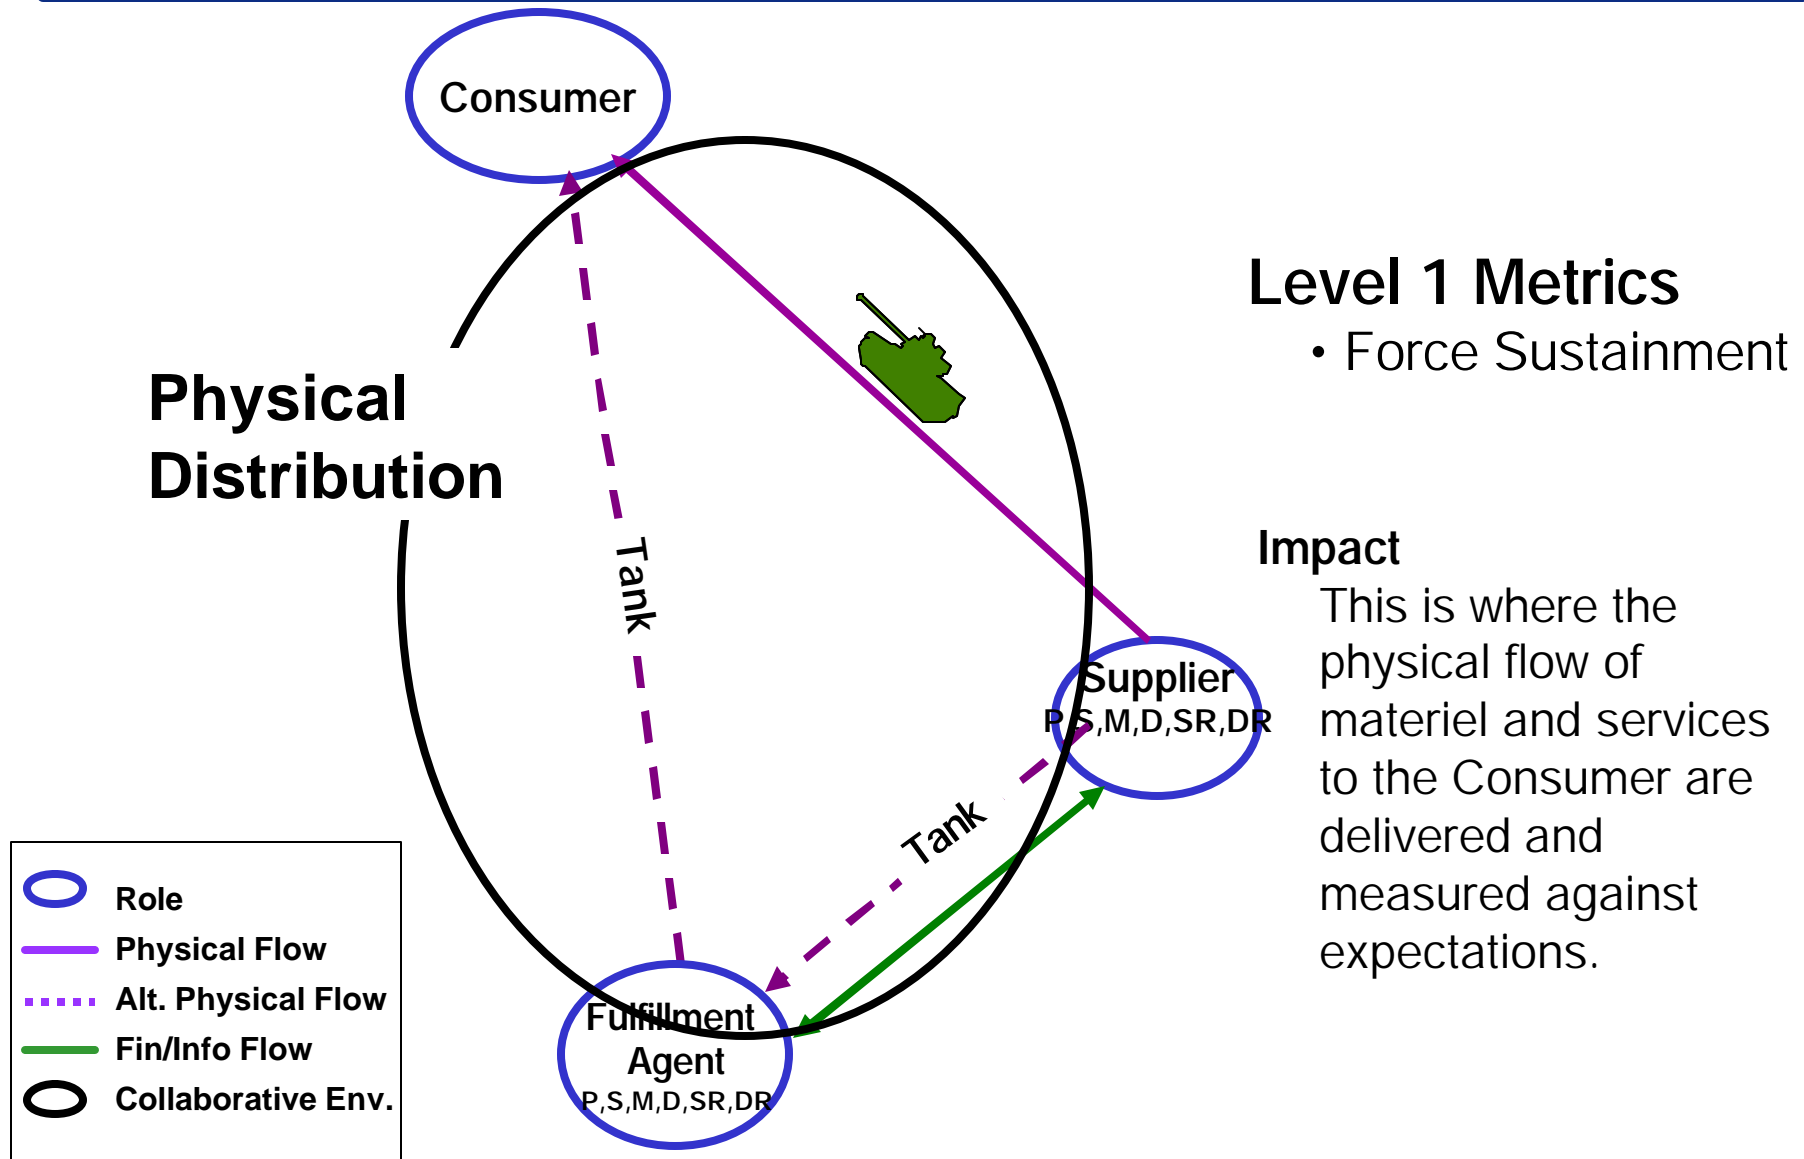 Consumer
Physical
Distribution
Tank
Tank
Supplier
P,S,M,D,SR,DR
Fulfillment
Agent
P,S,M,D,SR,DR
Level 1 Metrics
• Force Sustainment
Impact
This is where the
physical flow of
materiel and services
to the Consumer are
delivered and
measured against
expectations.
Role
Physical Flow
Alt. Physical Flow
Fin/Info Flow
Collaborative Env.